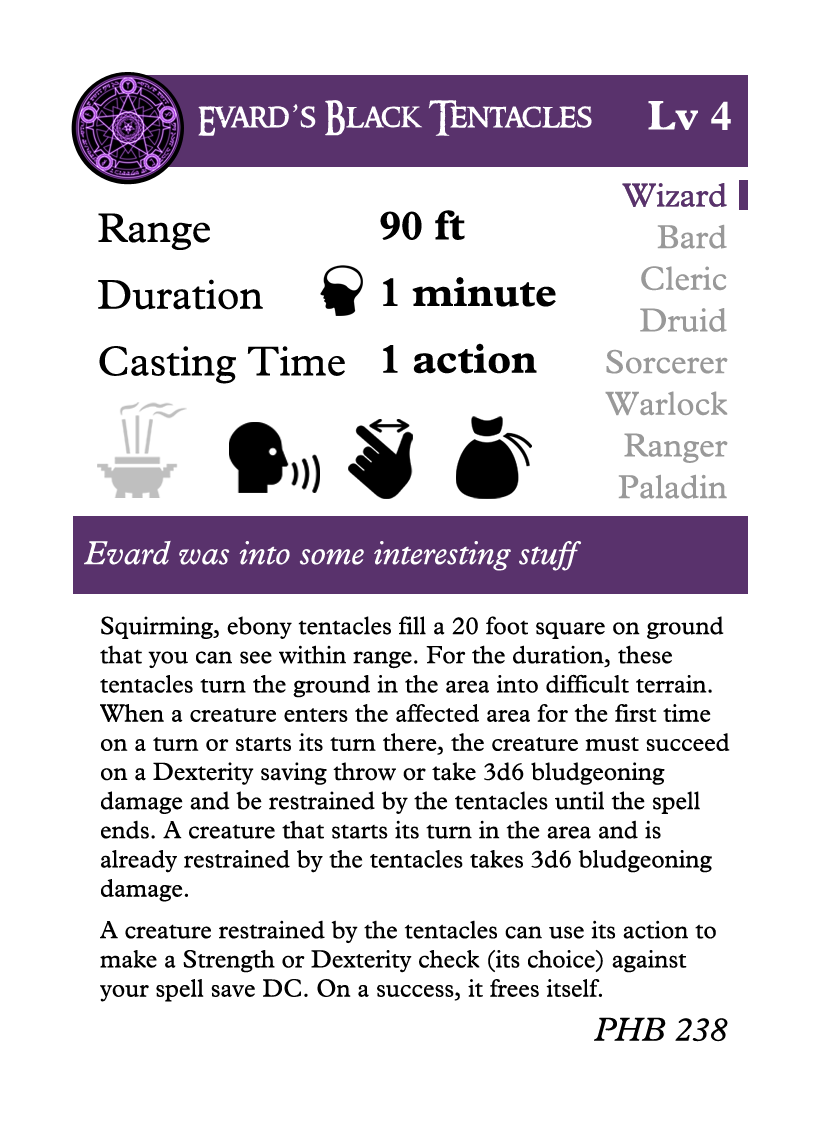 Evard's Black Tentacles Lv 4
Wizard
Range 90 ft
Bard
Cleric
Duration 1 minute
Druid
Casting Time 1 action
Sorcerer
Warlock
Ranger
Paladin
Evard was into some interesting stuff
Squirming, ebony tentacles fill a 20 foot square on ground
that you can see within range. For the duration, these
tentacles turn the ground in the area into difficult terrain.
When a creature enters the affected area for the first time
on a turn or starts its turn there, the creature must succeed
on a Dexterity saving throw or take 3d6 bludgeoning
damage and be restrained by the tentacles until the spell
ends. A creature that starts its turn in the area and is
already restrained by the tentacles takes 3d6 bludgeoning
damage.
A creature restrained by the tentacles can use its action to
make a Strength or Dexterity check (its choice) against
your spell save DC. On a success, it frees itself.
PHB 238